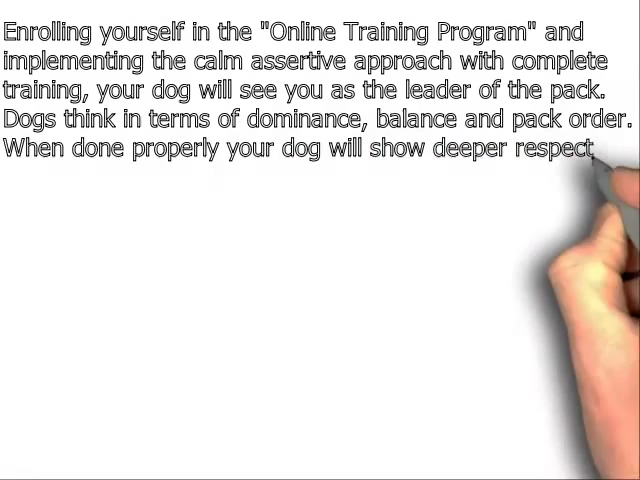 Enrolling yourself in the "Online Training Program" and
implementing the calm assertive approach with complete
training, your dog will see you as the leader of the pack.
Dogs think in terms of dominance, balance and pack order.
When done properly your dog will show deeper respect